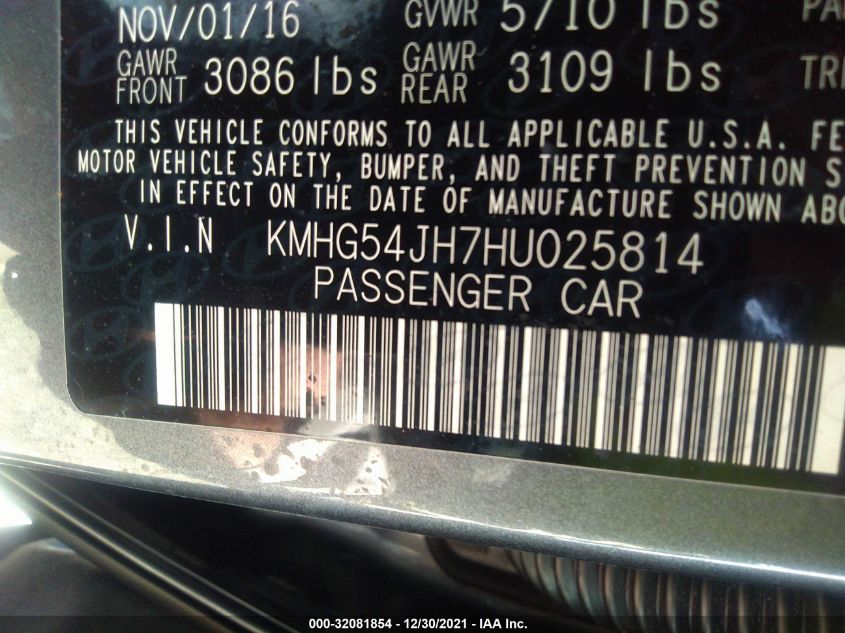 NOV/01/16 GVWR 5710 lbs
GAWR FRONT 3086 lbs GAWR REAR 3109 lbs
THIS VEHICLE CONFORMS TO ALL APPLICABLE U.S.A.
MOTOR VEHICLE SAFETY, BUMPER, AND THEFT PREVENTION
IN EFFECT ON THE DATE OF MANUFACTURE SHOWN
V.I.N KMHG54JH7HU025814
PASSENGER CAR
000-32081854 - 12/30/2021 - IAA Inc.